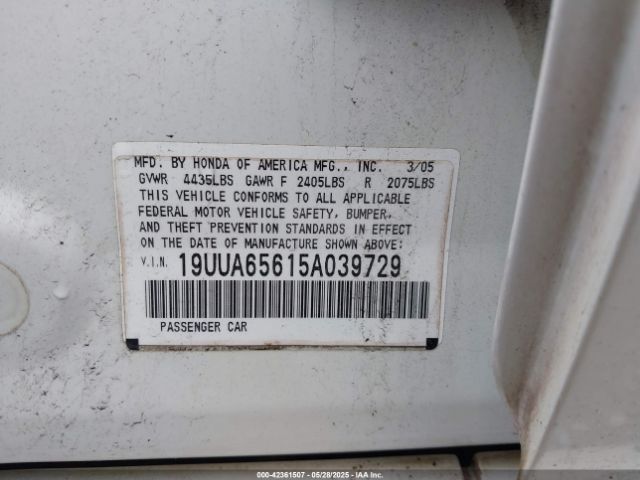 MFD. BY HONDA OF AMERICA MFG., INC. 3/05
GVWR 4435LBS GAWR F 2405LBS R 2075LBS
THIS VEHICLE CONFORMS TO ALL APPLICABLE
FEDERAL MOTOR VEHICLE SAFETY, BUMPER,
AND THEFT PREVENTION STANDARDS IN EFFECT
ON THE DATE OF MANUFACTURE SHOWN ABOVE:
V.I.N. 19UUA65615A039729
PASSENGER CAR
000-42361507 - 05/28/2025 - IAAI.COM